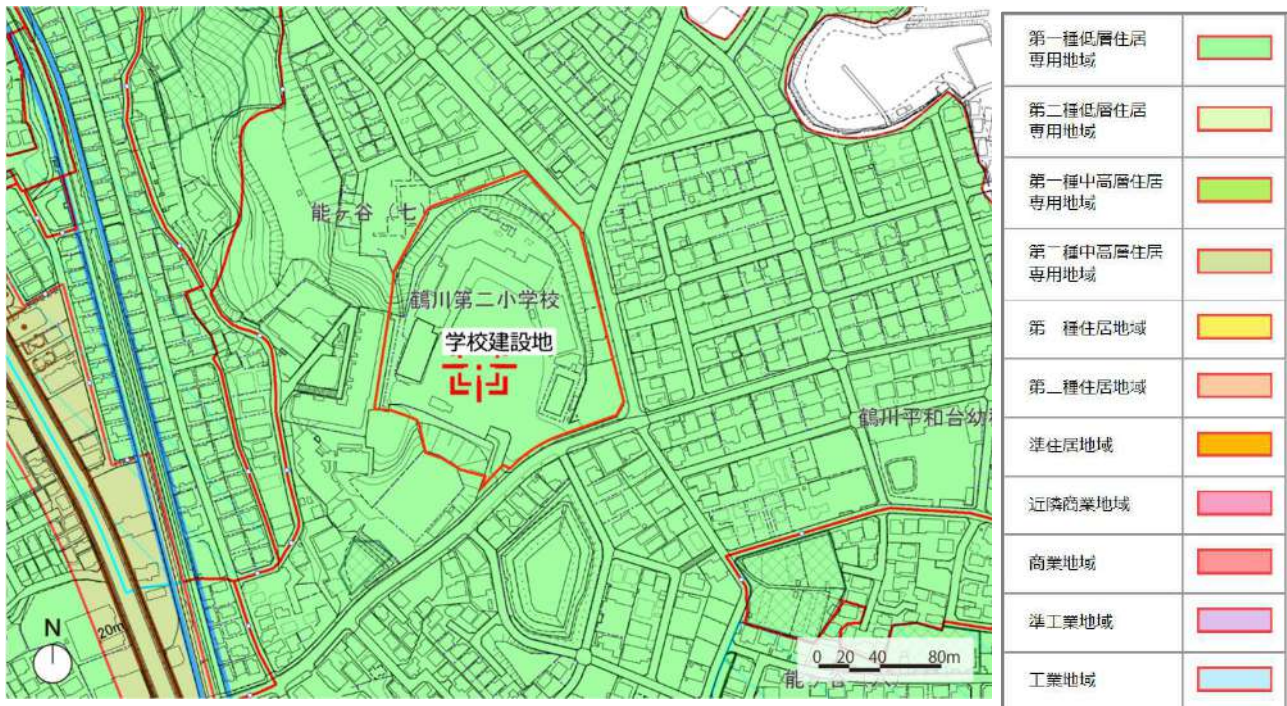 能ヶ谷（七）
鶴川第二小学校
学校建設地
鶴川平和台幼
N
20m
0 20 40 80m
第一種低層住居
専用地域
第二種低層住居
専用地域
第一種中高層住居
専用地域
第二種中高層住居
専用地域
第一種住居地域
第二種住居地域
準住居地域
近隣商業地域
商業地域
準工業地域
工業地域